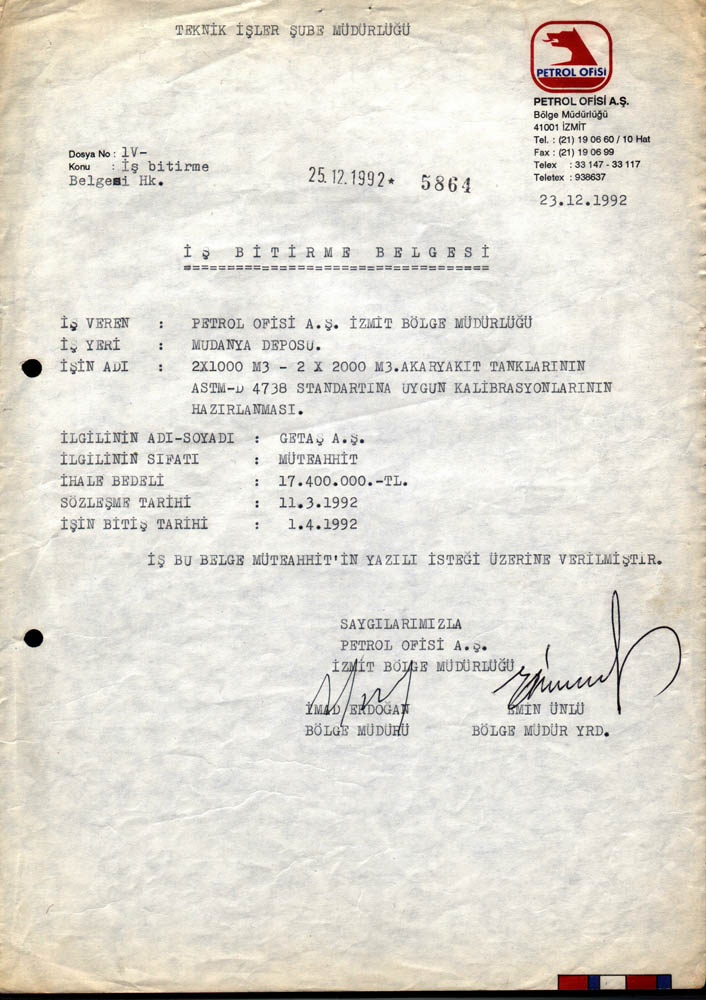 TEKNİK İŞLER ŞUBE MÜDÜRLÜĞÜ
PETROL OFİSİ
PETROL OFİSİ A.Ş.
Bölge Müdürlüğü
41001 İZMİT
Tel. : (21) 19 06 60 / 10 Hat
Fax : (21) 19 06 99
Telex : 33 147 - 33 117
Teletex : 938637
23.12.1992
Dosya No : 1V-
Konu : İş bitirme
Belgesi Hk.
25.12.1992* 5864
İ Ş B İ T İ R M E B E L G E S İ
===================================
İŞ VEREN : PETROL OFİSİ A.Ş. İZMİT BÖLGE MÜDÜRLÜĞÜ
İŞ YERİ : MUDANYA DEPOSU.
İŞİN ADI : 2X1000 M3 - 2 X 2000 M3.AKARYAKIT TANKLARININ
ASTM-D 4738 STANDARTINA UYGUN KALİBRASYONLARININ
HAZIRLANMASI.
İLGİLİNİN ADI-SOYADI : GETAŞ A.Ş.
İLGİLİNİN SIFATI : MÜTEAHHİT
İHALE BEDELİ : 17.400.000.-TL.
SÖZLEŞME TARİHİ : 11.3.1992
İŞİN BİTİŞ TARİHİ : 1.4.1992
İŞ BU BELGE MÜTEAHHİT'İN YAZILI İSTEĞİ ÜZERİNE VERİLMİŞTIR.
SAYGILARIMIZLA
PETROL OFİSİ A.Ş.
İZMİT BÖLGE MÜDÜRLÜĞÜ
İMAD ERDOĞAN EMİN ÜNLÜ
BÖLGE MÜDÜRÜ BÖLGE MÜDÜR YRD.